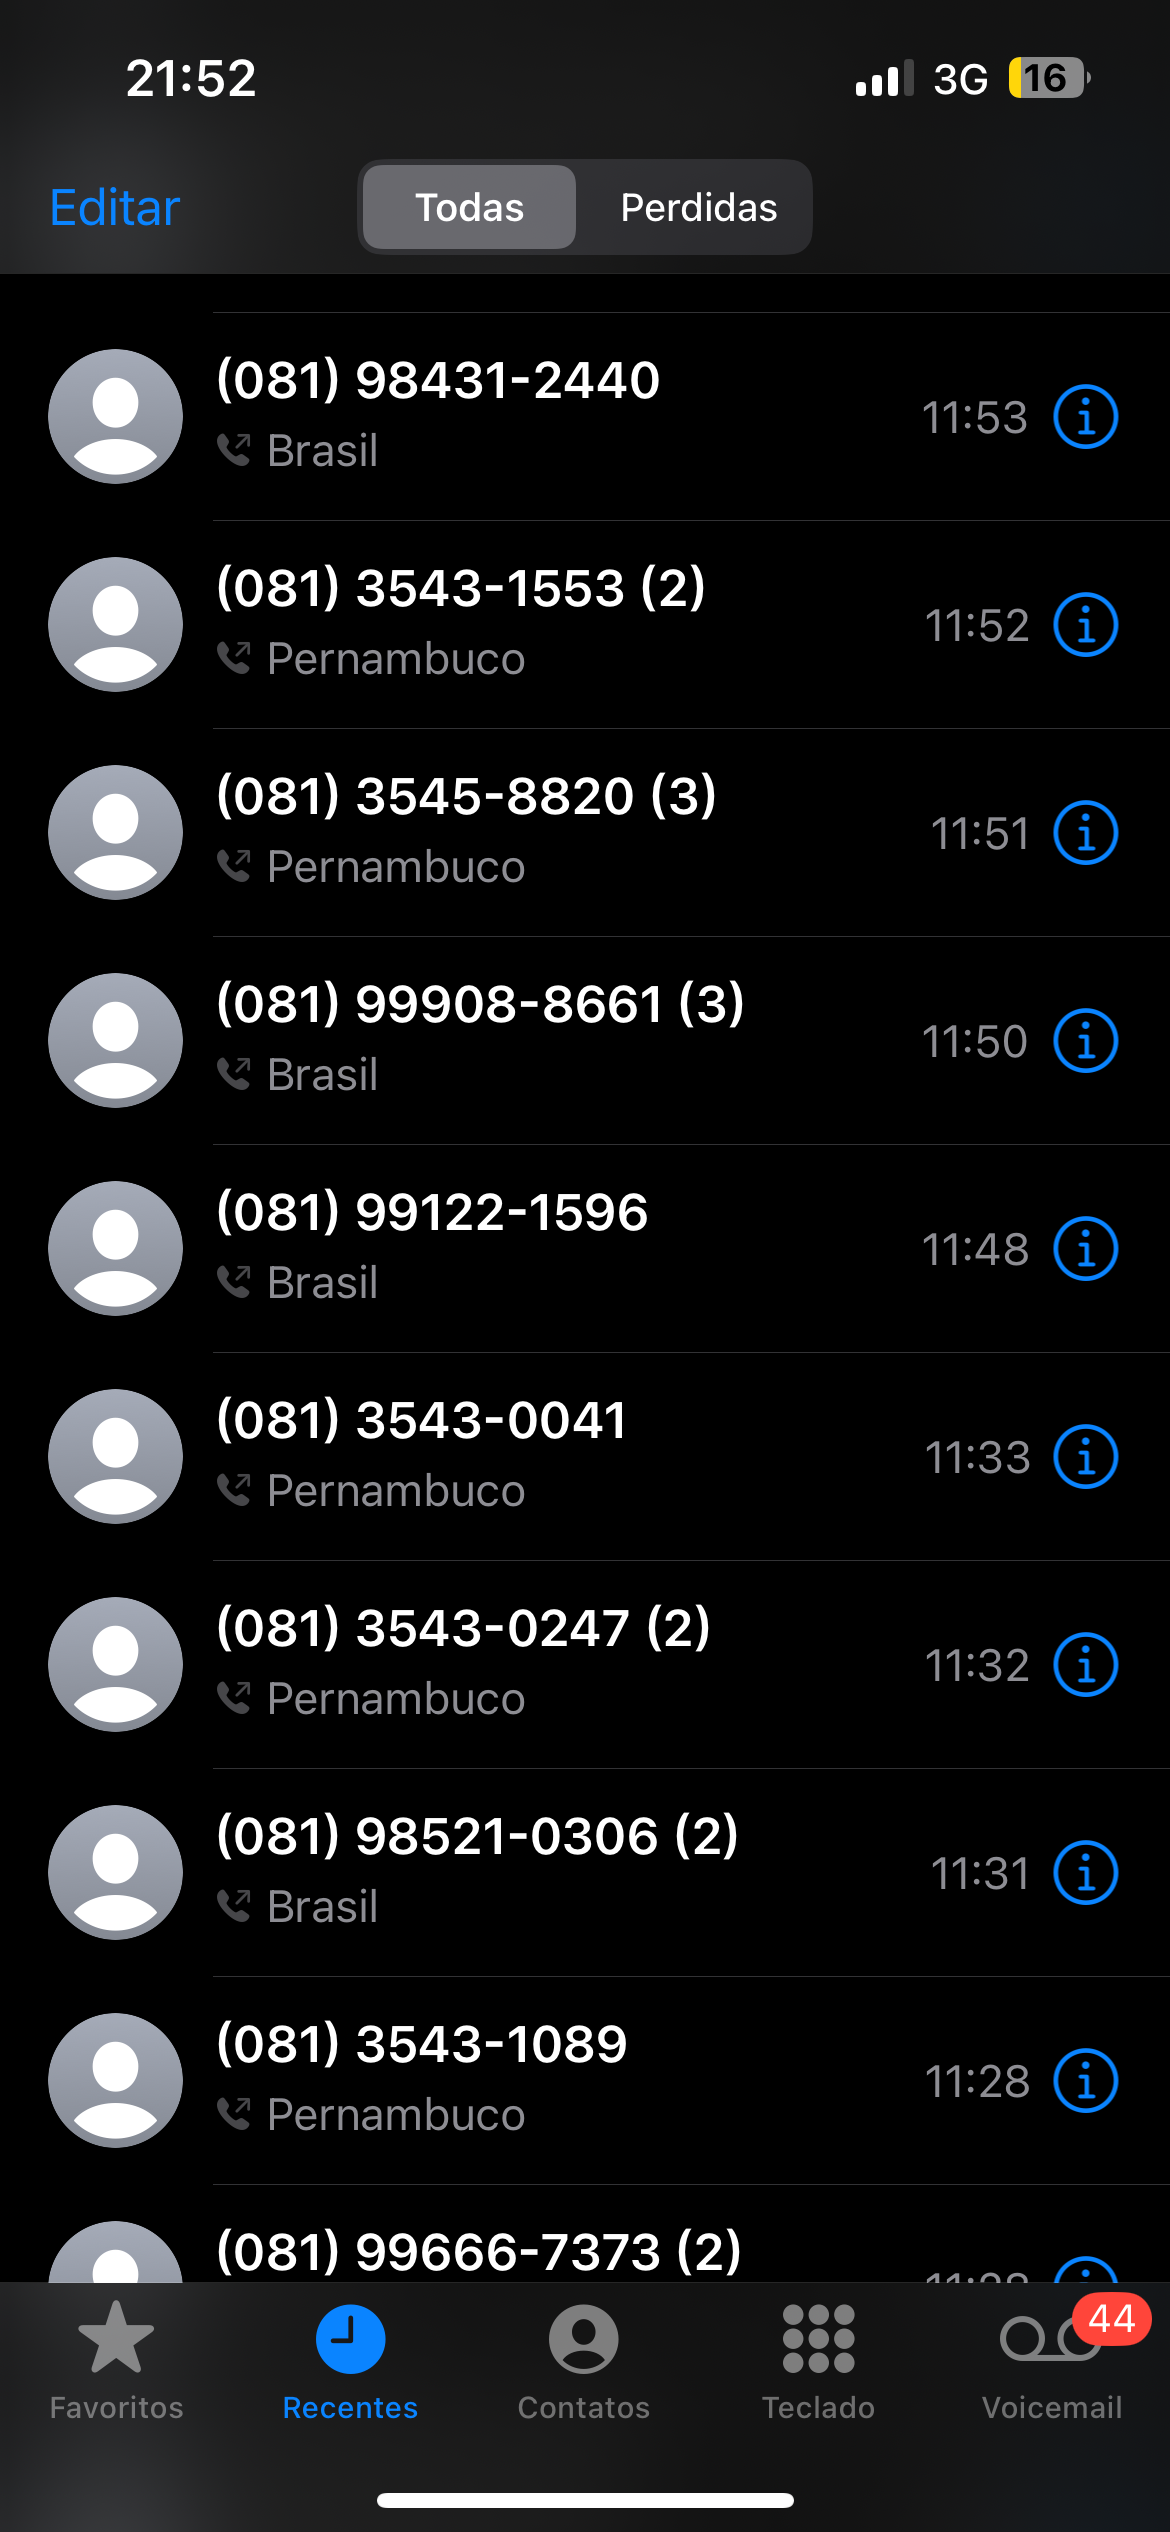 21:52
3G
16
Editar
Todas
Perdidas
(081) 98431-2440
Brasil
11:53
(081) 3543-1553 (2)
Pernambuco
11:52
(081) 3545-8820 (3)
Pernambuco
11:51
(081) 99908-8661 (3)
Brasil
11:50
(081) 99122-1596
Brasil
11:48
(081) 3543-0041
Pernambuco
11:33
(081) 3543-0247 (2)
Pernambuco
11:32
(081) 98521-0306 (2)
Brasil
11:31
(081) 3543-1089
Pernambuco
11:28
(081) 99666-7373 (2)
44
Favoritos
Recentes
Contatos
Teclado
Voicemail